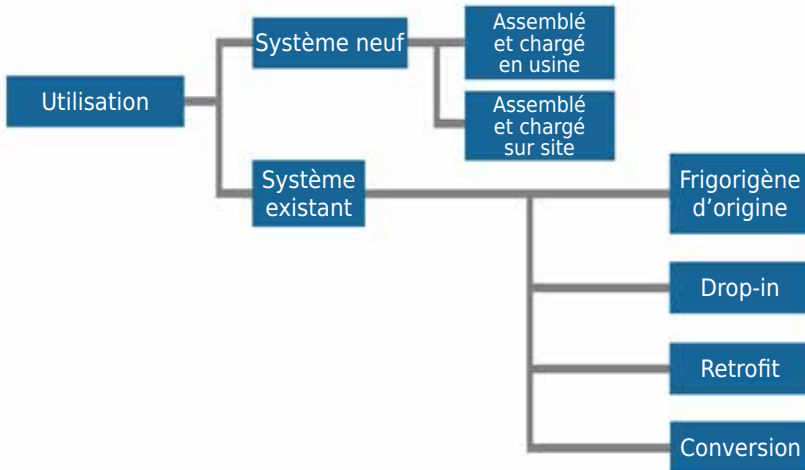 Utilisation
Système neuf
Assemblé
et chargé
en usine
Assemblé
et chargé
sur site
Système
existant
Frigorigène
d’origine
Drop-in
Retrofit
Conversion